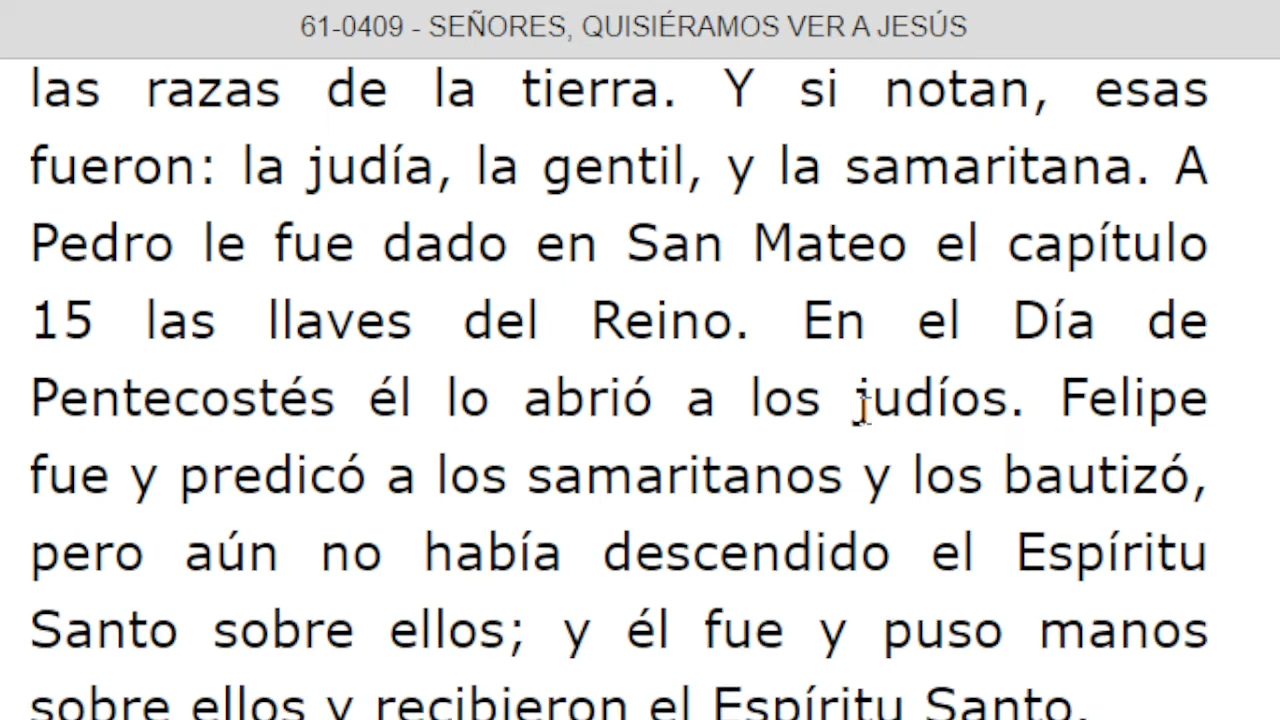 61-0409 - SEÑORES, QUISIÉRAMOS VER A JESÚS
las razas de la tierra. Y si notan, esas
fueron: la judía, la gentil, y la samaritana. A
Pedro le fue dado en San Mateo el capítulo
15 las llaves del Reino. En el Día de
Pentecostés él lo abrió a los judíos. Felipe
fue y predicó a los samaritanos y los bautizó,
pero aún no había descendido el Espíritu
Santo sobre ellos; y él fue y puso manos
sobre ellos y recibieron el Espíritu Santo.